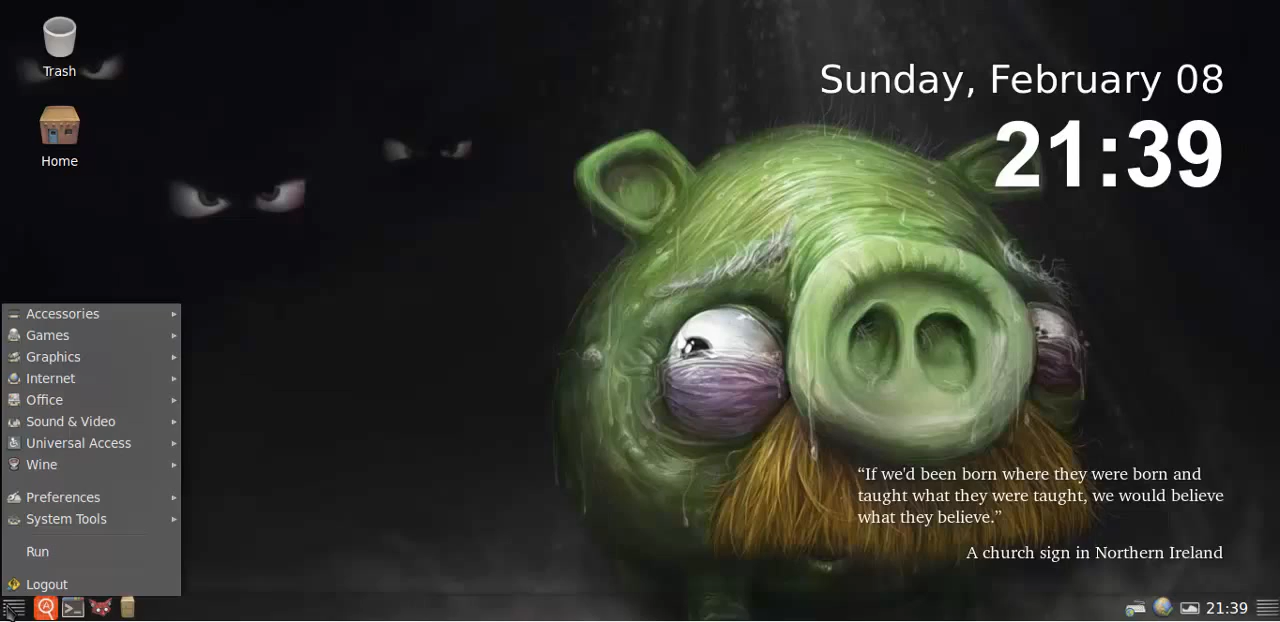 Trash
Home
Sunday, February 08
21:39
Accessories
Games
Graphics
Internet
Office
Sound & Video
Universal Access
Wine
Preferences
System Tools
Run
Logout
“If we'd been born where they were born and
taught what they were taught, we would believe
what they believe.”
A church sign in Northern Ireland
21:39